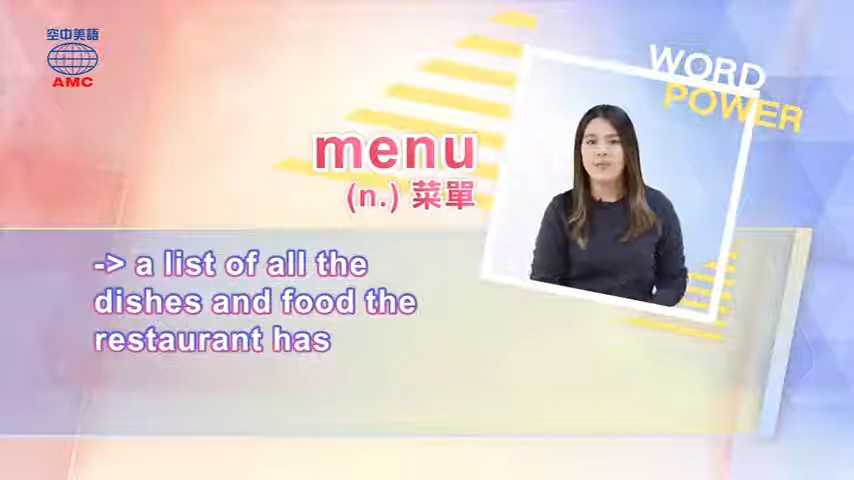 空中美語
AMC
WORD
POWER
menu
(n.) 菜單
-> a list of all the
dishes and food the
restaurant has